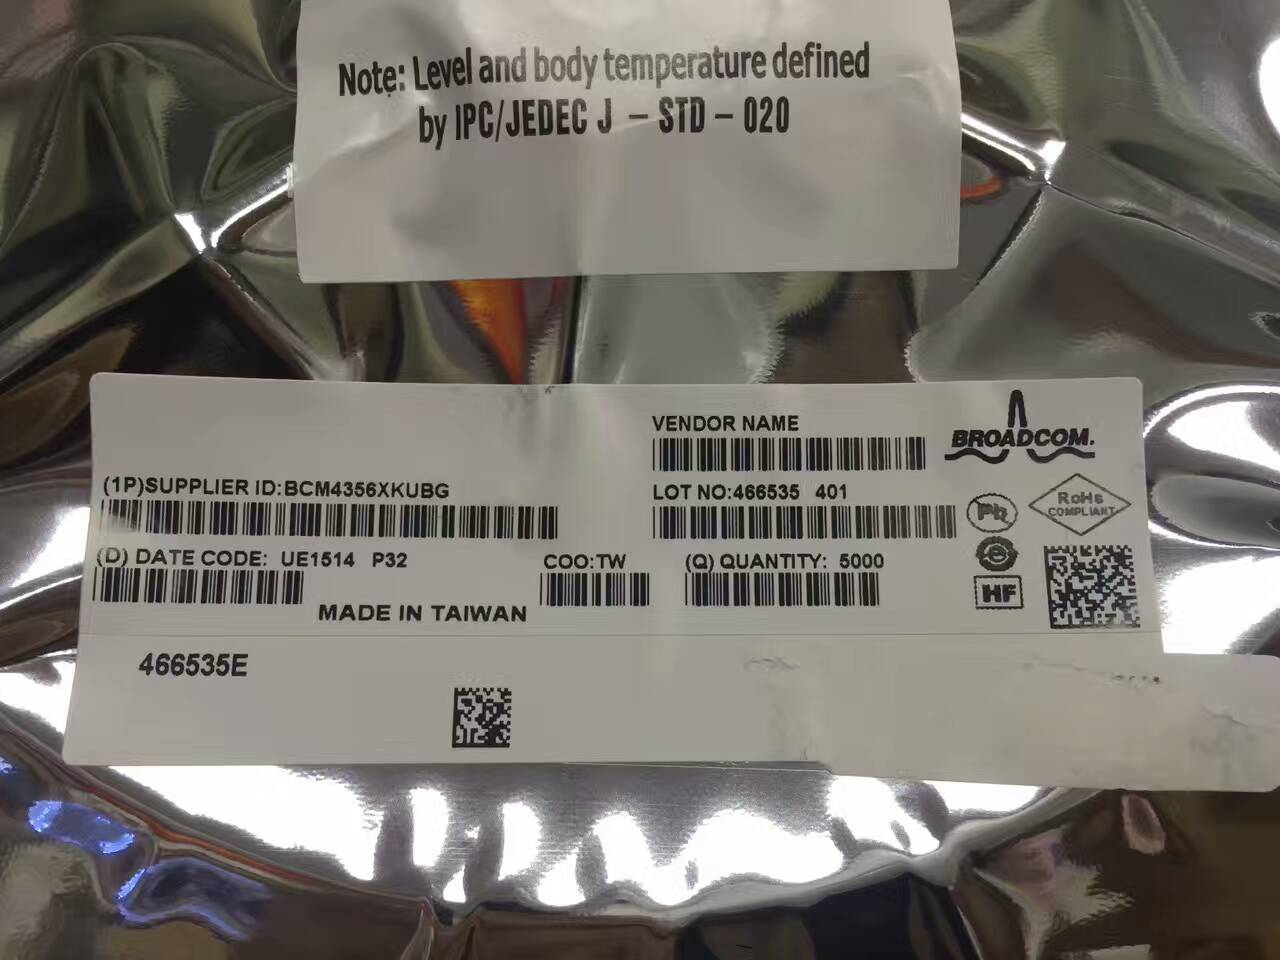 Note: Level and body temperature defined
by IPC/JEDEC J - STD - 020
VENDOR NAME
BROADCOM.
(1P)SUPPLIER ID:BCM4356XKUBG
LOT NO:466535 401
Pb
RoHS
COMPLIANT
(D) DATE CODE: UE1514 P32
COO:TW
(Q) QUANTITY: 5000
e
HF
MADE IN TAIWAN
466535E